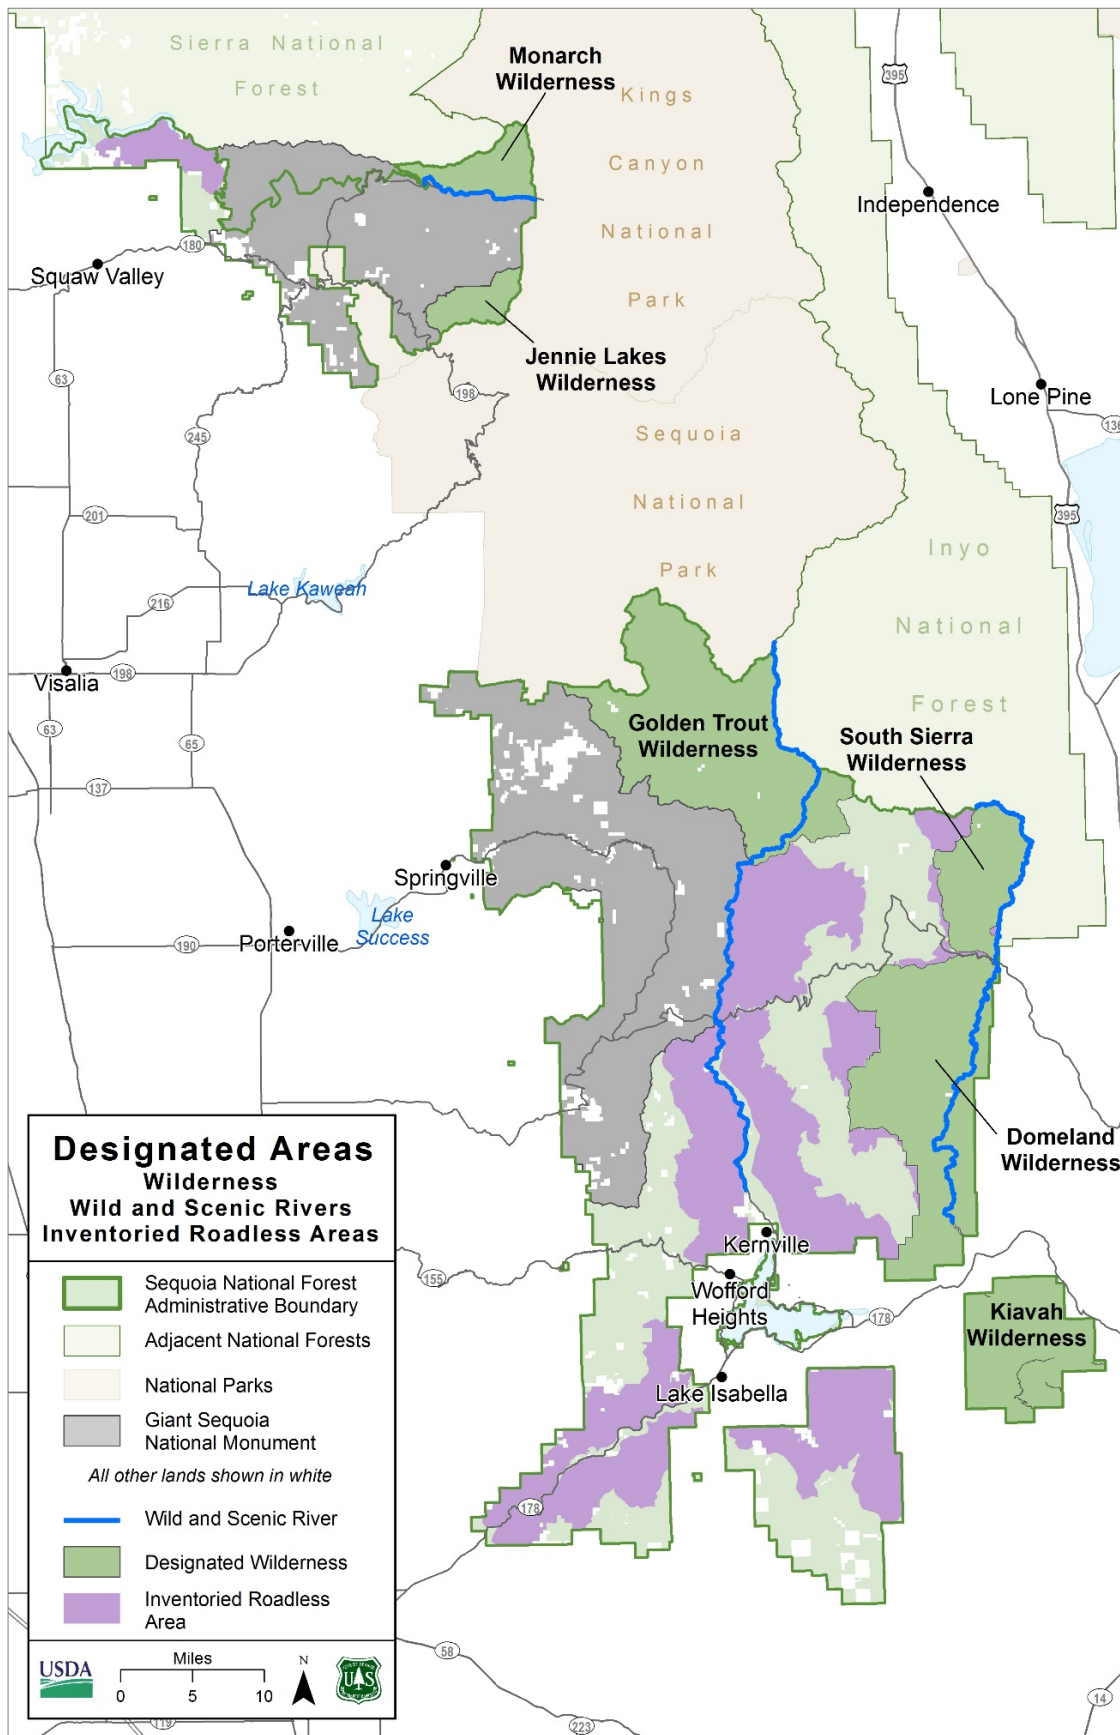 Sierra National
Forest
Monarch
Wilderness
Kings
Canyon
National
Park
395
Independence
180
Squaw Valley
Jennie Lakes
Wilderness
63
198
Lone Pine
136
245
Sequoia
National
Park
201
395
Inyo
National
Forest
Lake Kaweah
216
Visalia
198
63
65
137
Golden Trout
Wilderness
South Sierra
Wilderness
Springville
Lake
Success
Porterville
190
Domeland
Wilderness
Kernville
155
Wofford
Heights
178
Kiavah
Wilderness
Lake Isabella
178
58
14
119
223
Designated Areas
Wilderness
Wild and Scenic Rivers
Inventoried Roadless Areas
Sequoia National Forest
Administrative Boundary
Adjacent National Forests
National Parks
Giant Sequoia
National Monument
All other lands shown in white
Wild and Scenic River
Designated Wilderness
Inventoried Roadless
Area
USDA
Miles
0 5 10
N
U S